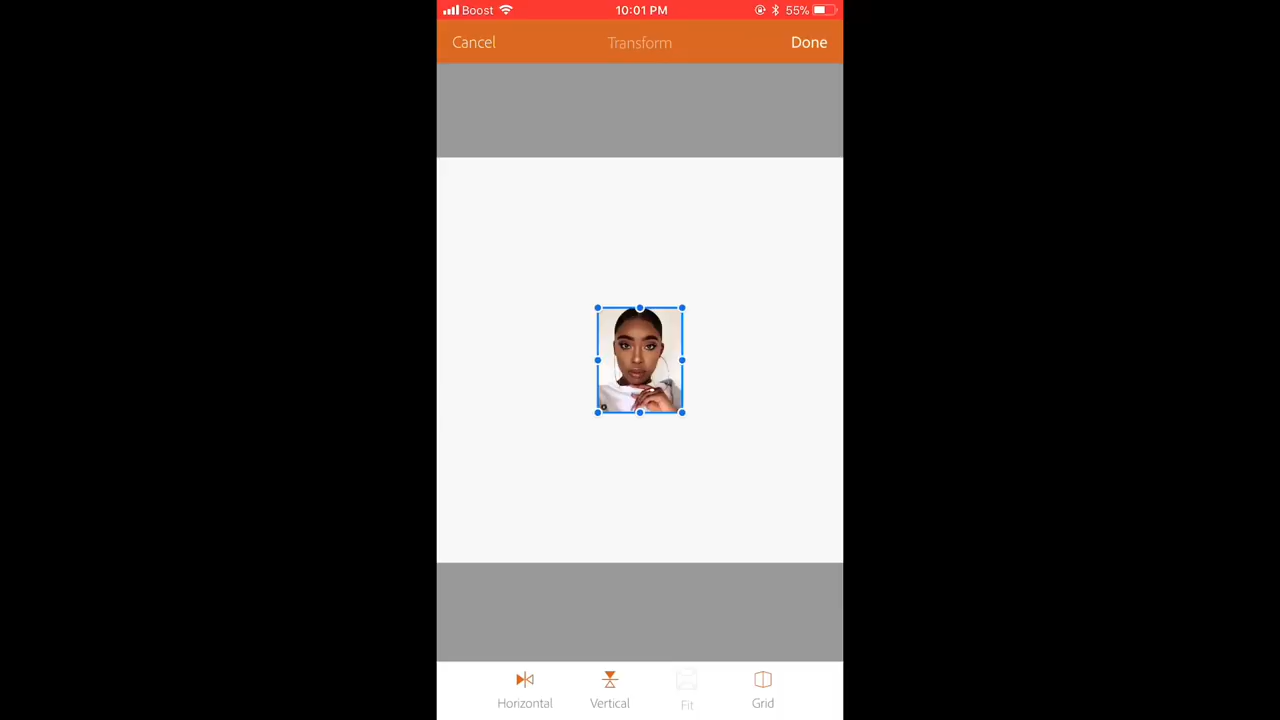 Boost 10:01 PM 55%
Cancel Transform Done
Horizontal Vertical Fit Grid